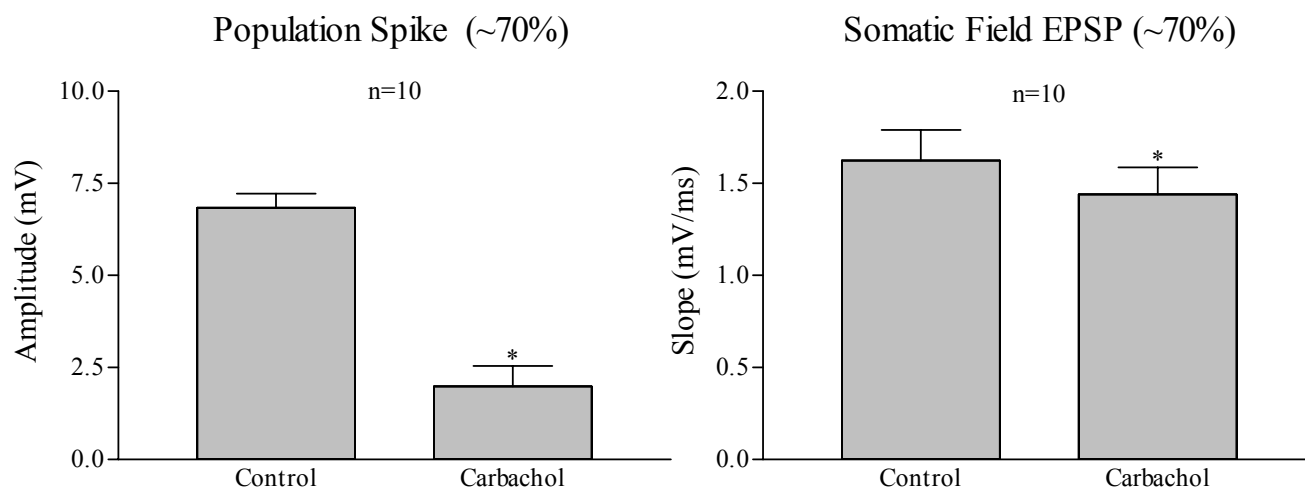 Population Spike (~70%)
n=10
Amplitude (mV)
10.0
7.5
5.0
2.5
0.0
*
Control
Carbachol
Somatic Field EPSP (~70%)
n=10
Slope (mV/ms)
2.0
1.5
1.0
0.5
0.0
*
Control
Carbachol